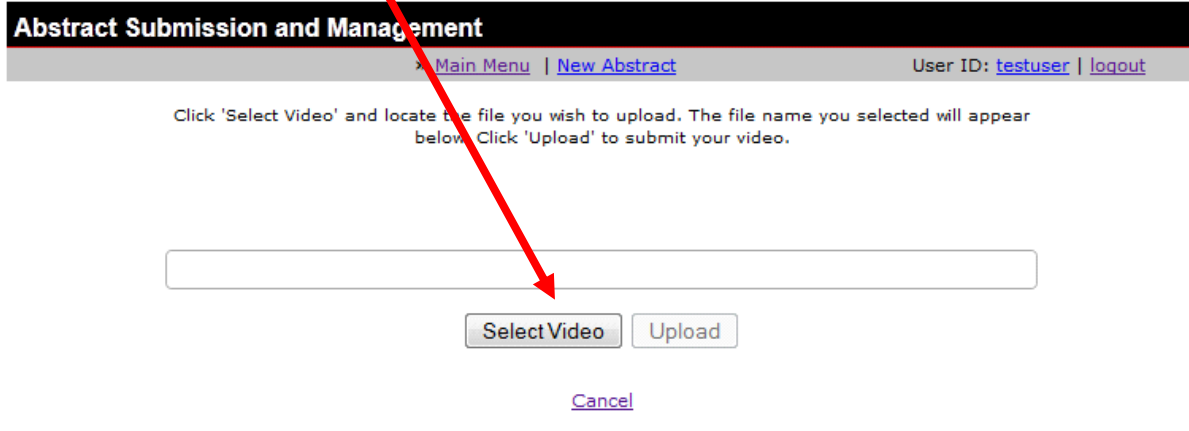 Abstract Submission and Management
» Main Menu | New Abstract User ID: testuser | logout
Click 'Select Video' and locate the file you wish to upload. The file name you selected will appear
below. Click 'Upload' to submit your video.
Select Video Upload
Cancel